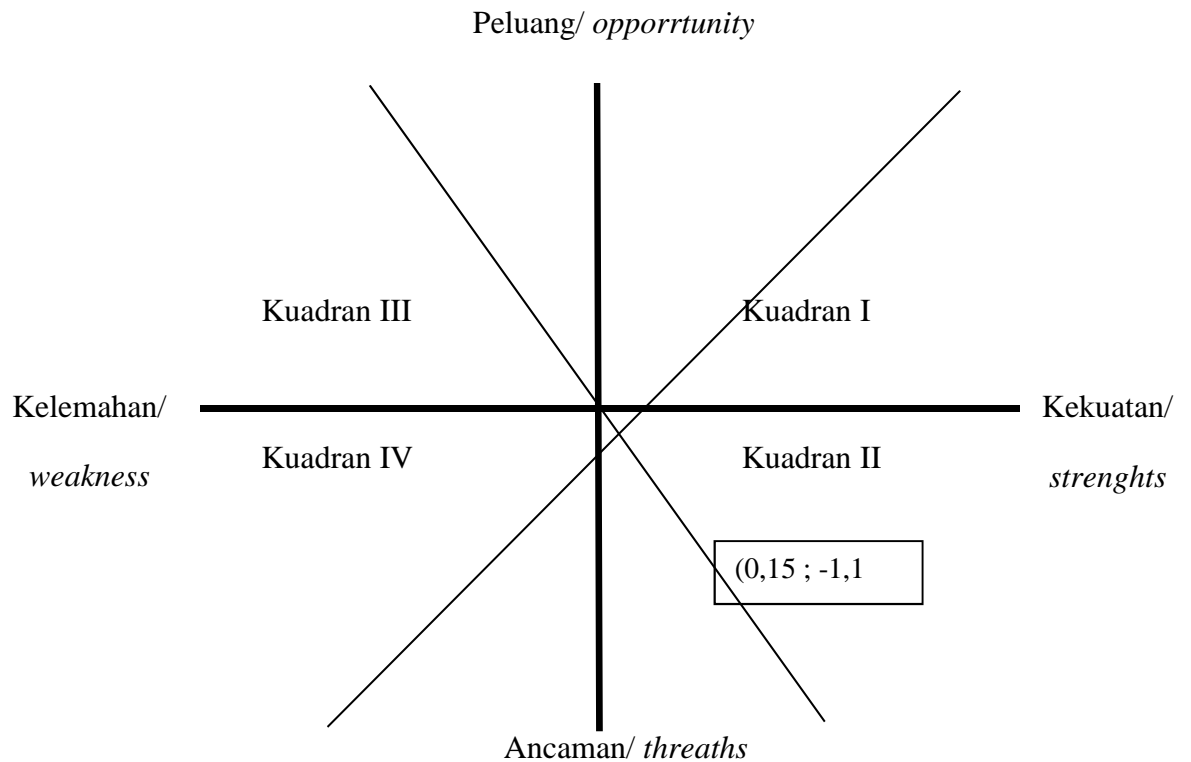 Peluang/ opporrtunity
Kuadran III
Kuadran I
Kelemahan/
weakness
Kekuatan/
strenghts
Kuadran IV
Kuadran II
(0,15 ; -1,1
Ancaman/ threaths